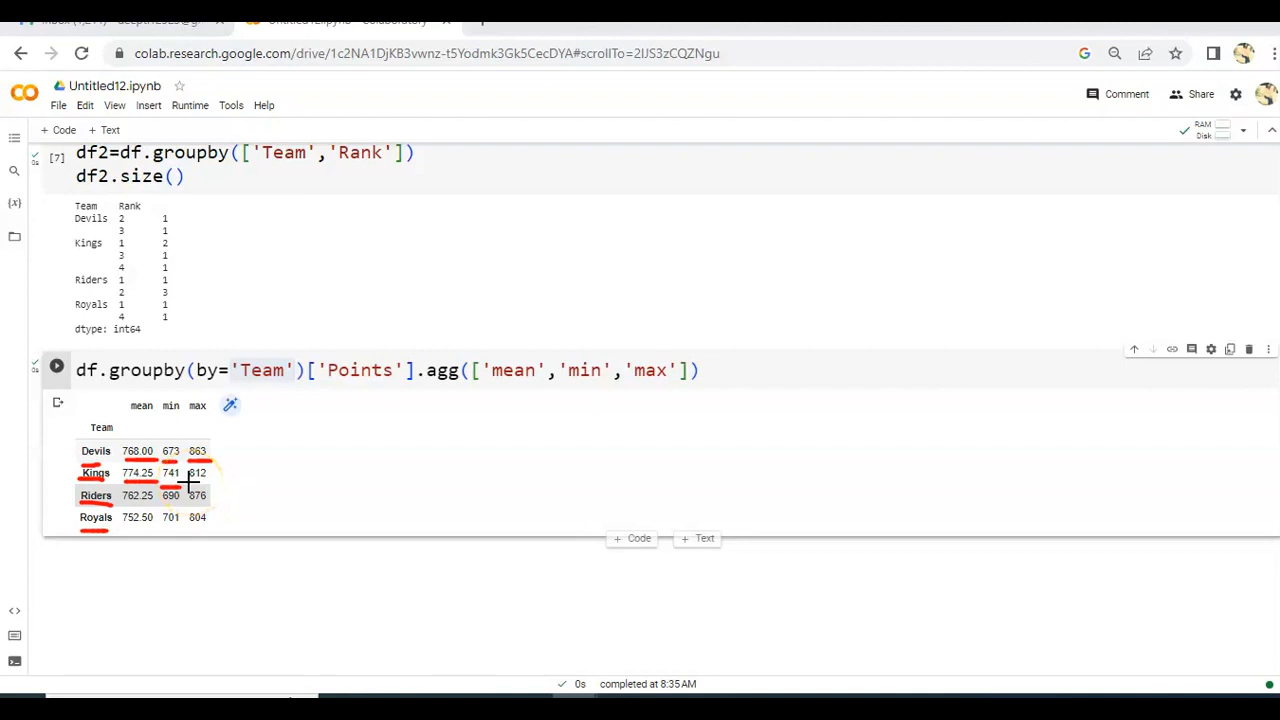 colab.research.google.com/drive/1c2NA1DjKB3vwnz-t5Yodmk3Gk5CecDYA#scrollTo=2IJS3zCQZNgu
Untitled12.ipynb
Comment
Share
File Edit View Insert Runtime Tools Help
+ Code + Text
RAM
Disk
[7]
df2=df.groupby(['Team','Rank'])
df2.size()
Team Rank
Devils 2 1
3 1
Kings 1 2
3 1
4 1
Riders 1 1
2 3
Royals 1 1
4 1
dtype: int64
0s
df.groupby(by='Team')['Points'].agg(['mean','min','max'])
mean min max
Team
Devils 768.00 673 863
Kings 774.25 741 812
Riders 762.25 690 876
Royals 752.50 701 804
+ Code + Text
0s completed at 8:35 AM